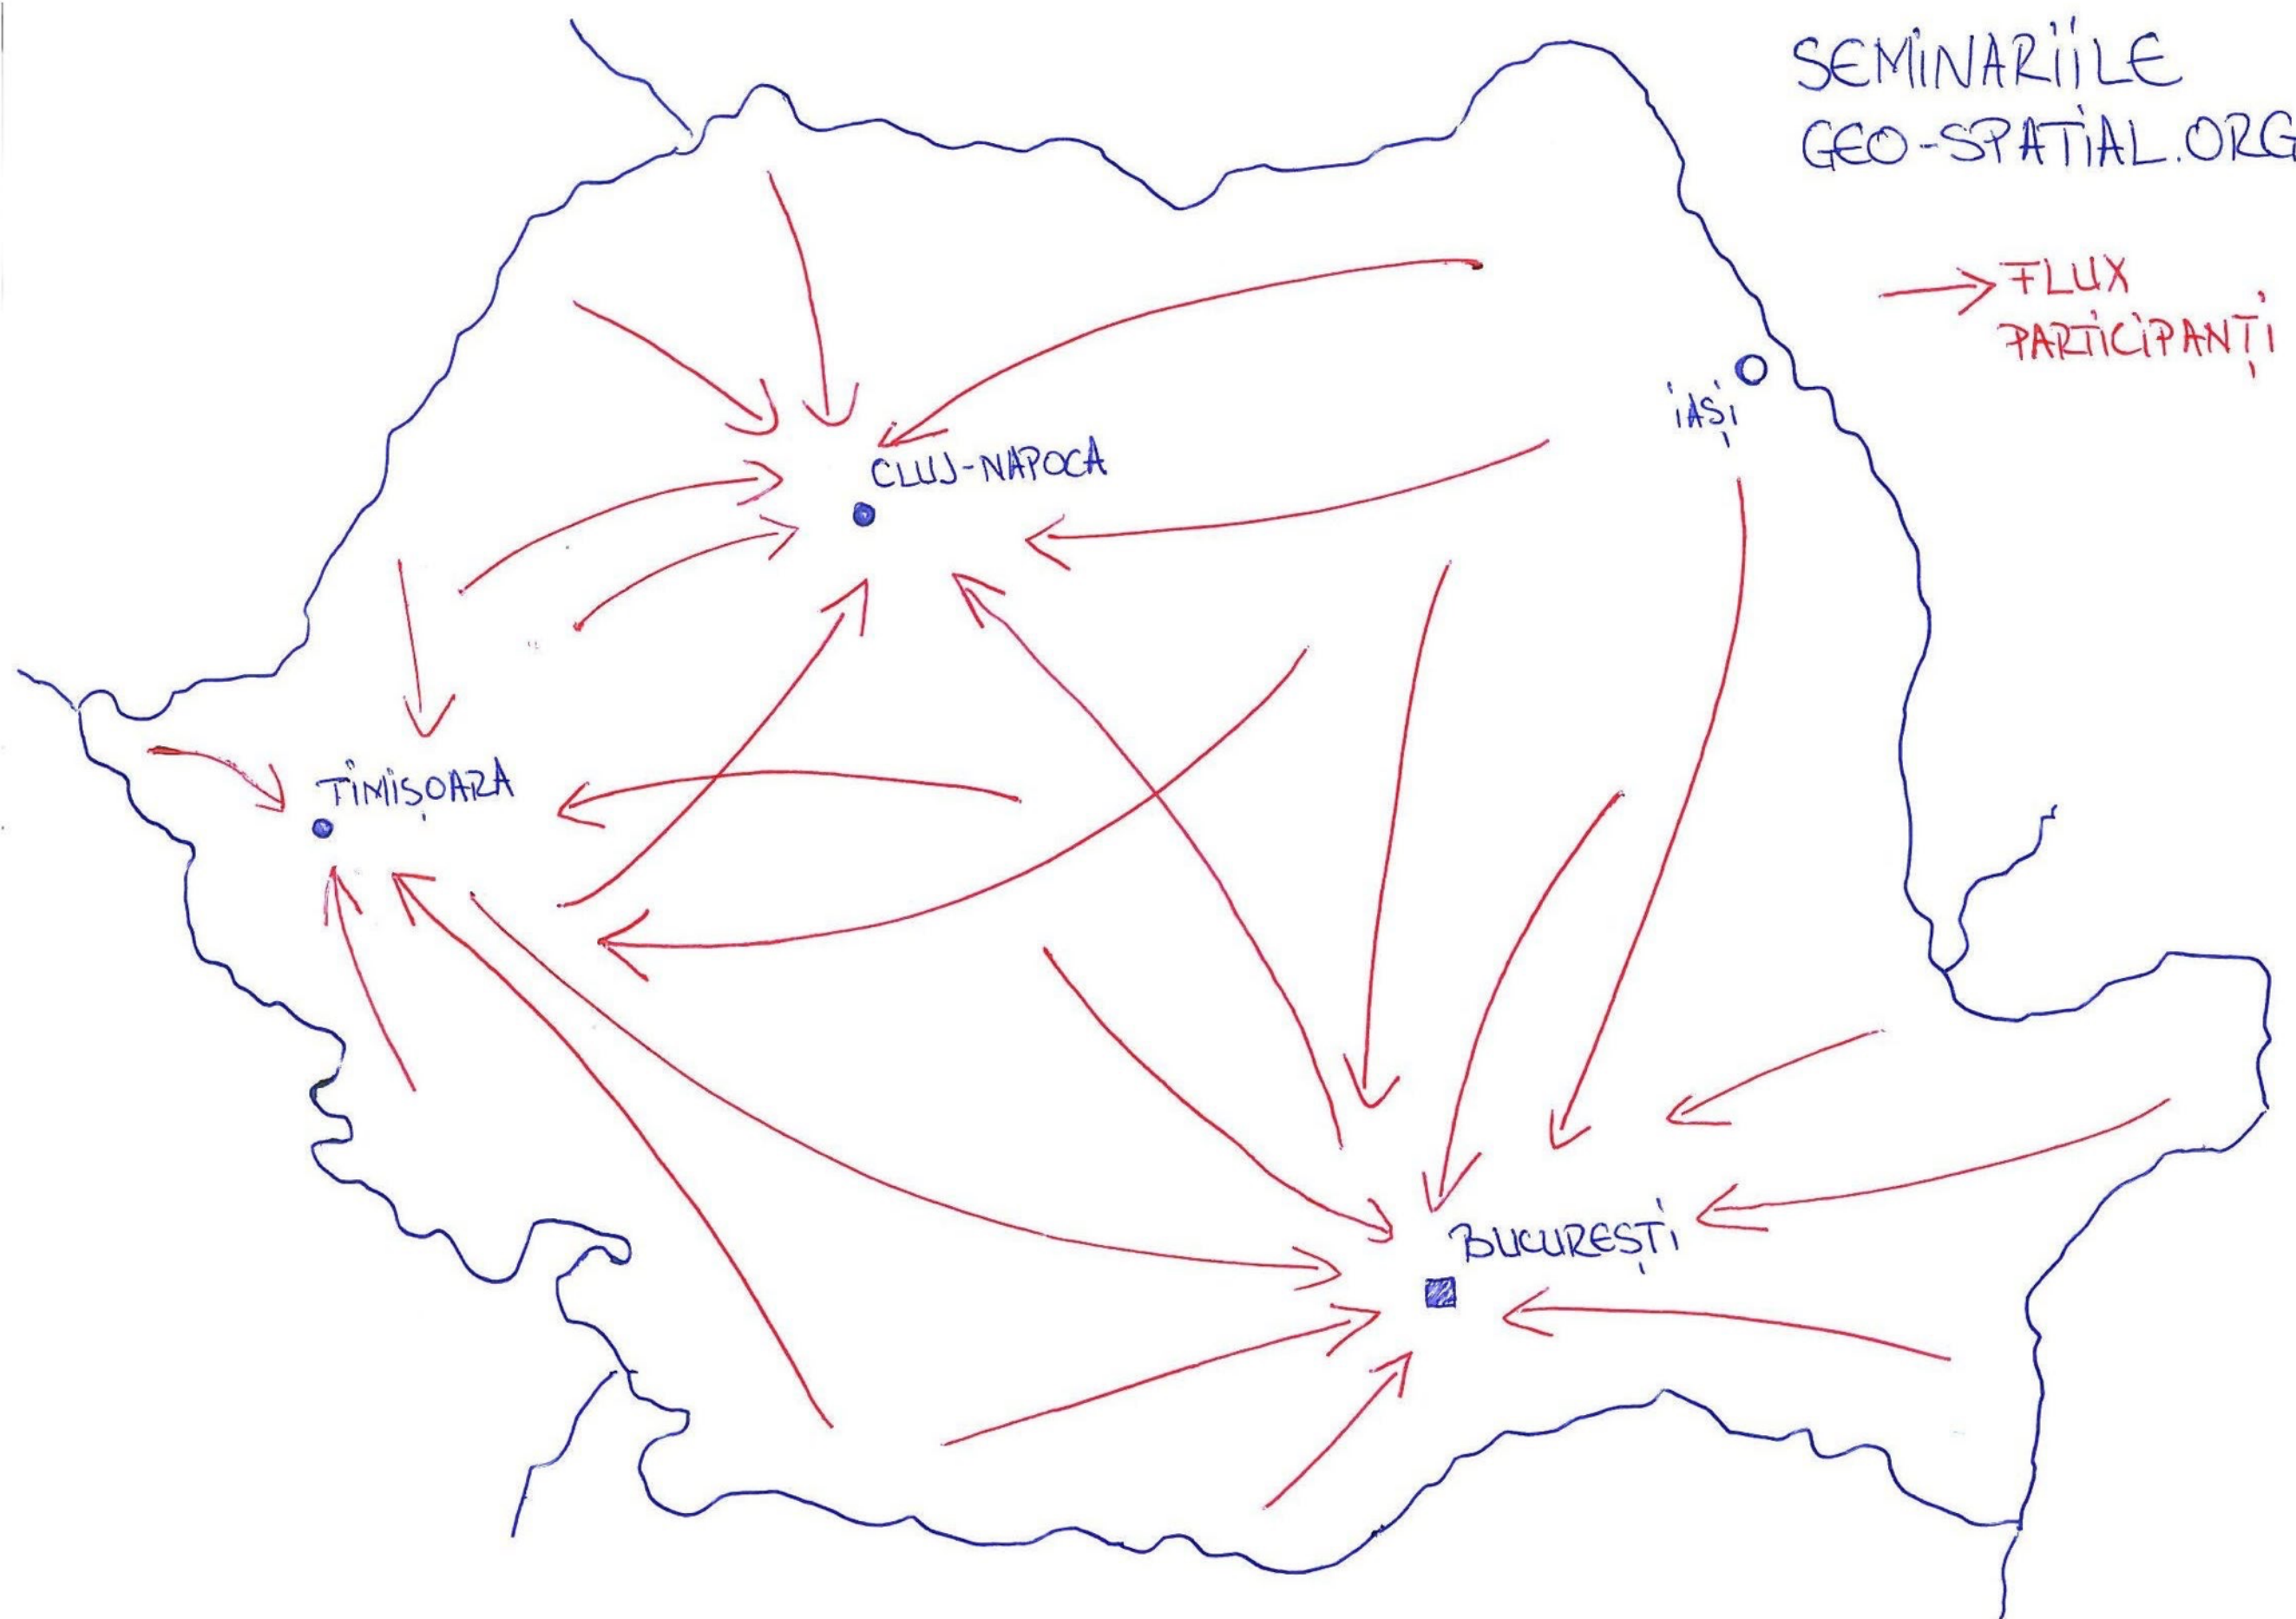 SEMINARIILE
GEO-SPATIAL.ORG
FLUX
PARTICIPANȚI
IAȘI
CLUJ-NAPOCA
TIMIȘOARA
BUCUREȘTI